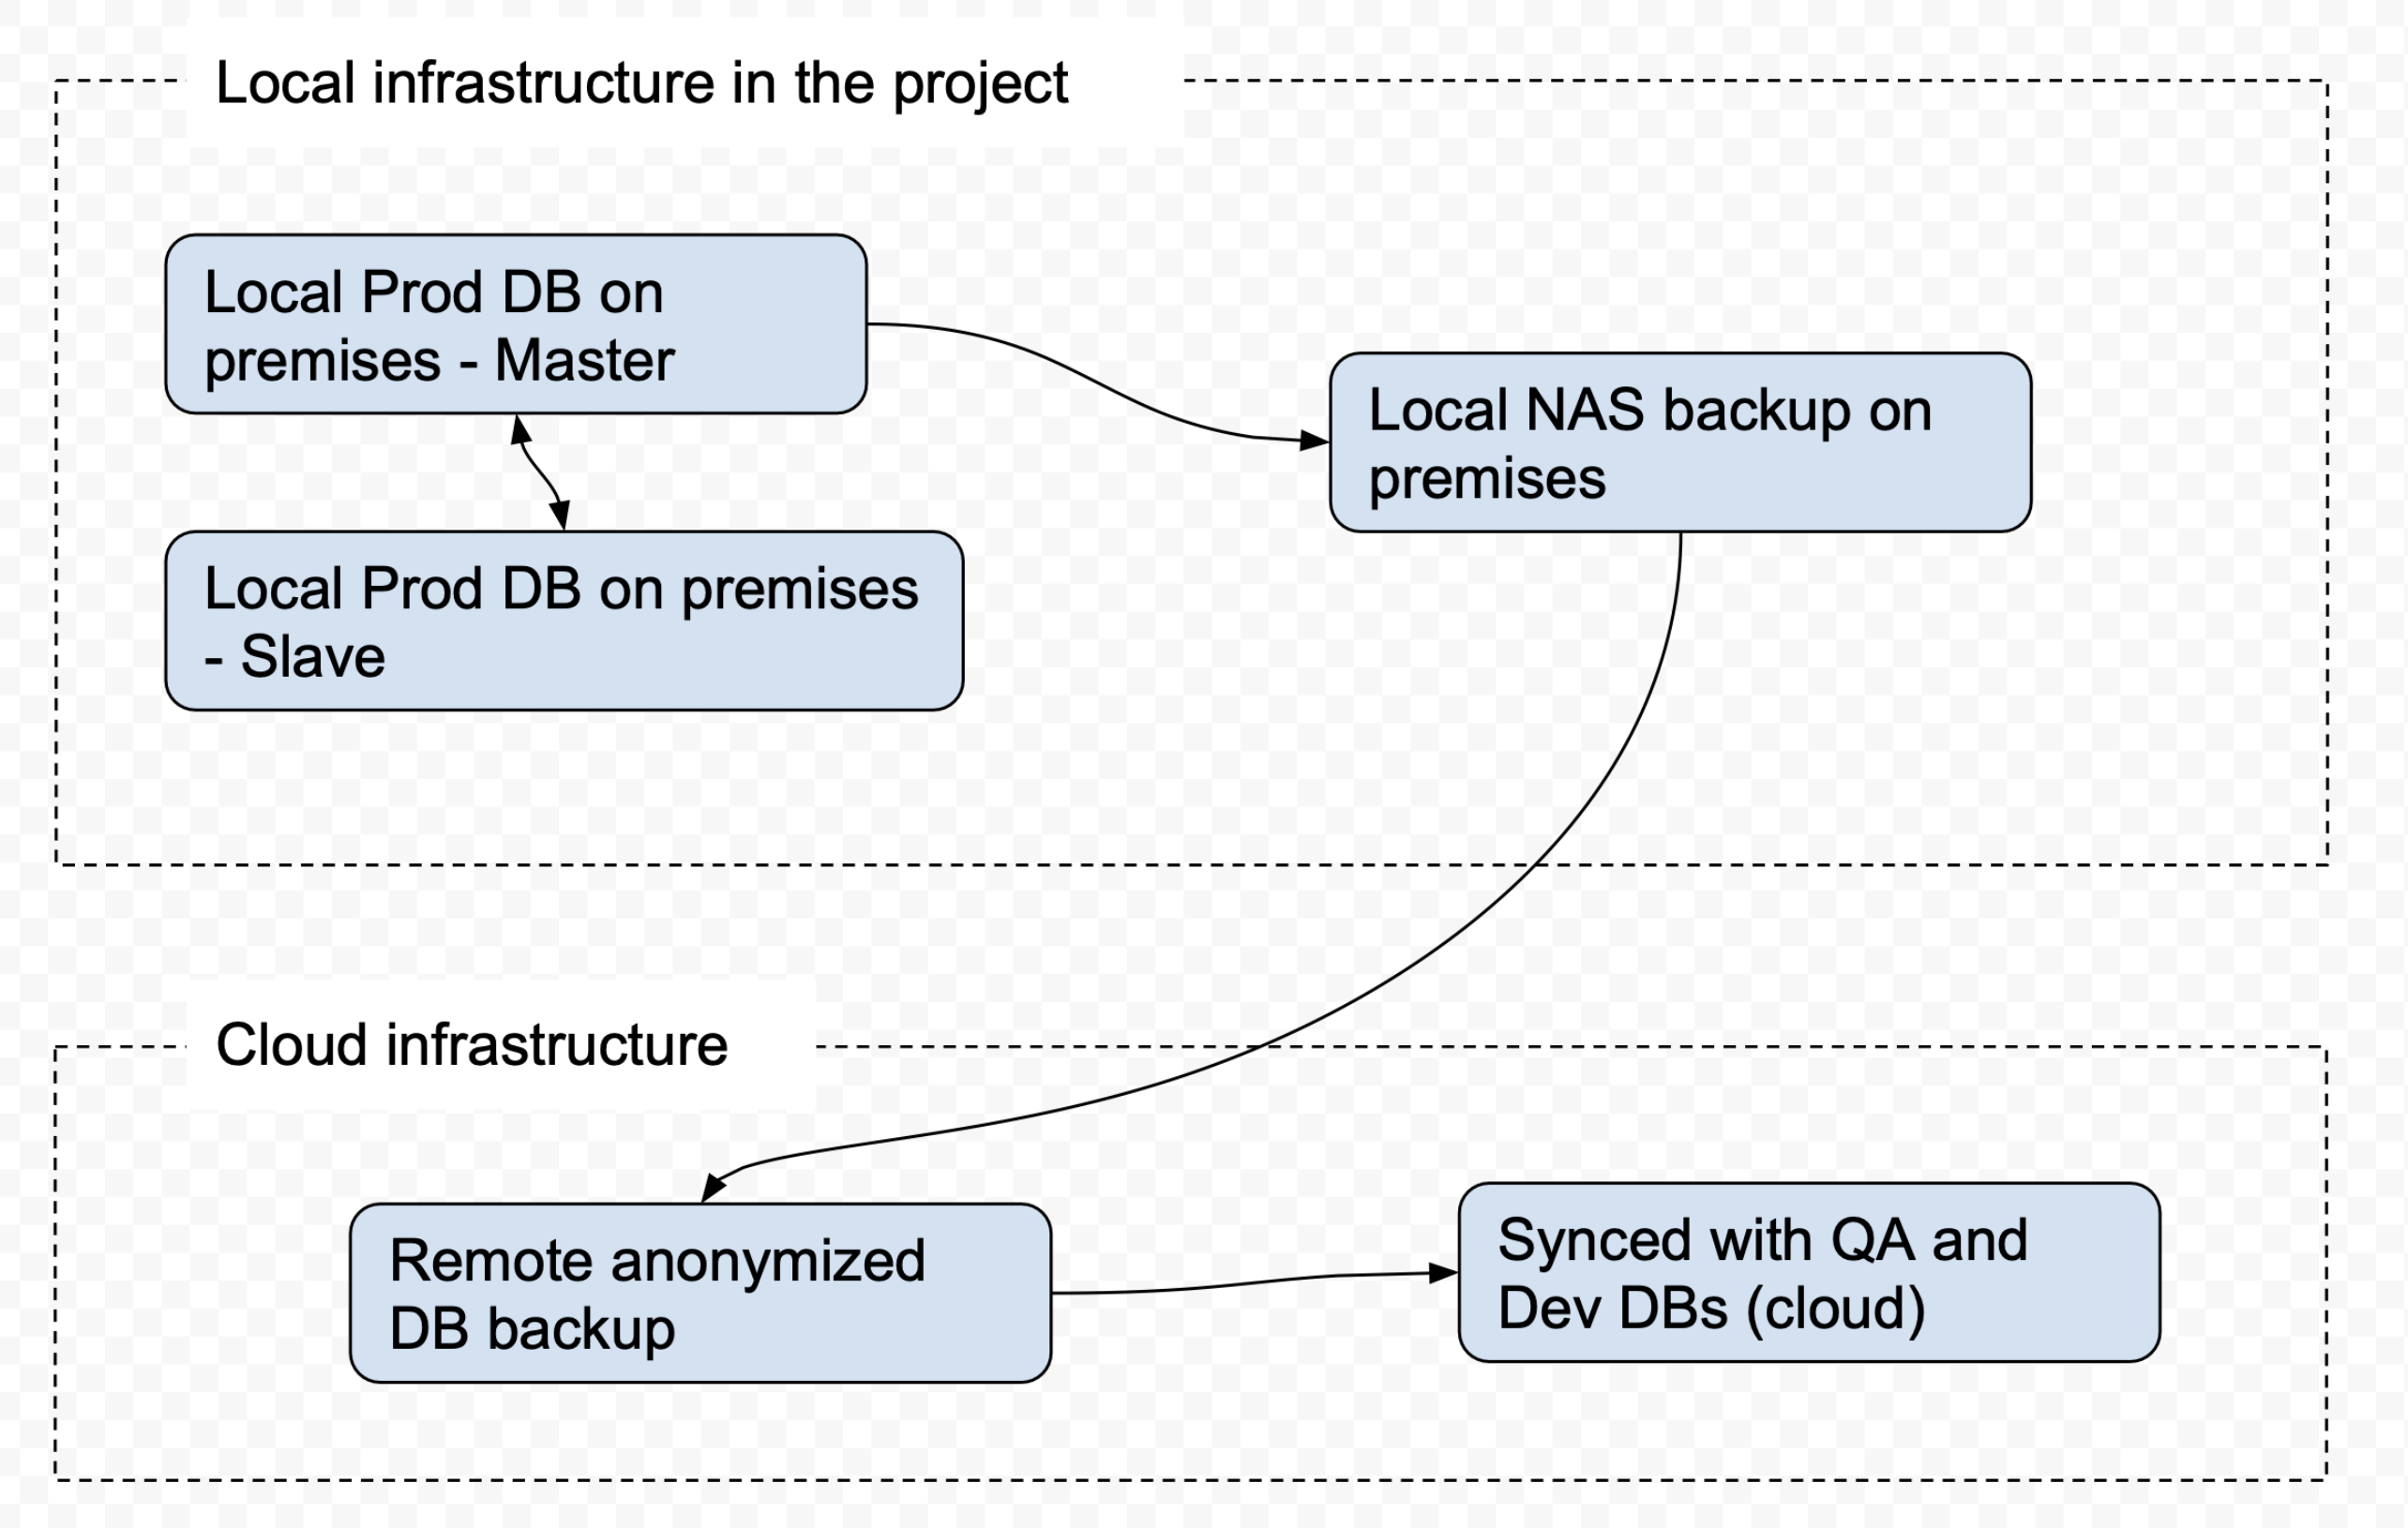 Local infrastructure in the project
Local Prod DB on
premises - Master
Local NAS backup on
premises
Local Prod DB on premises
- Slave
Cloud infrastructure
Remote anonymized
DB backup
Synced with QA and
Dev DBs (cloud)